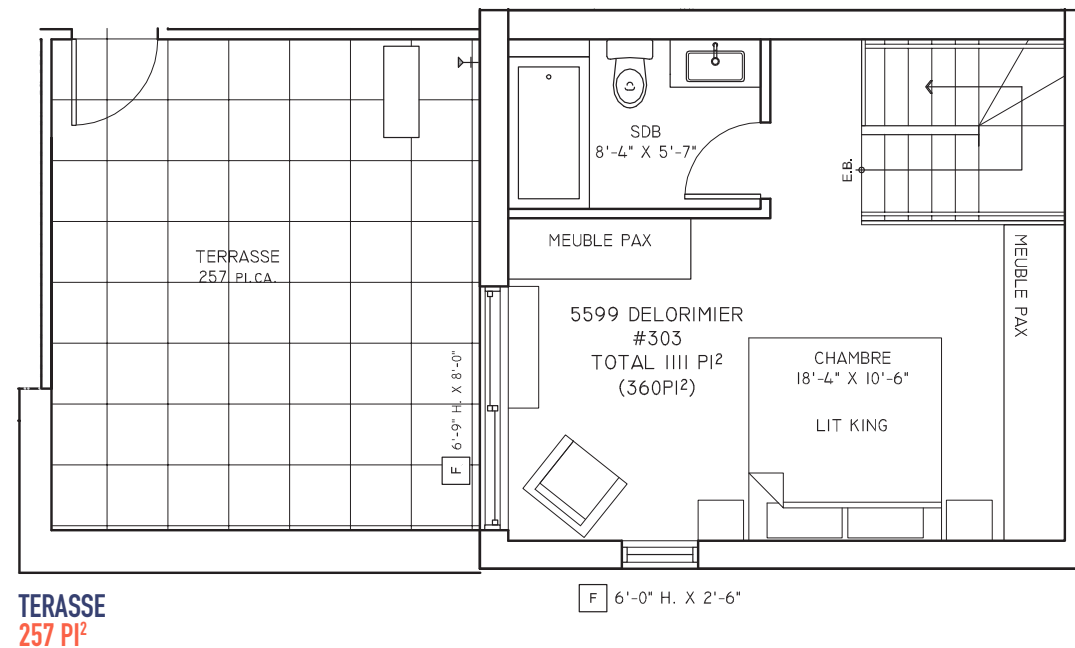 SDB
8'-4" X 5'-7"
E.B.
MEUBLE PAX
MEUBLE PAX
TERRASSE
257 PI.CA.
5599 DELORIMIER
#303
TOTAL 1111 PI²
(360PI²)
CHAMBRE
18'-4" X 10'-6"
LIT KING
F 6'-9" H. X 8'-0"
F 6'-0" H. X 2'-6"
TERASSE
257 PI²